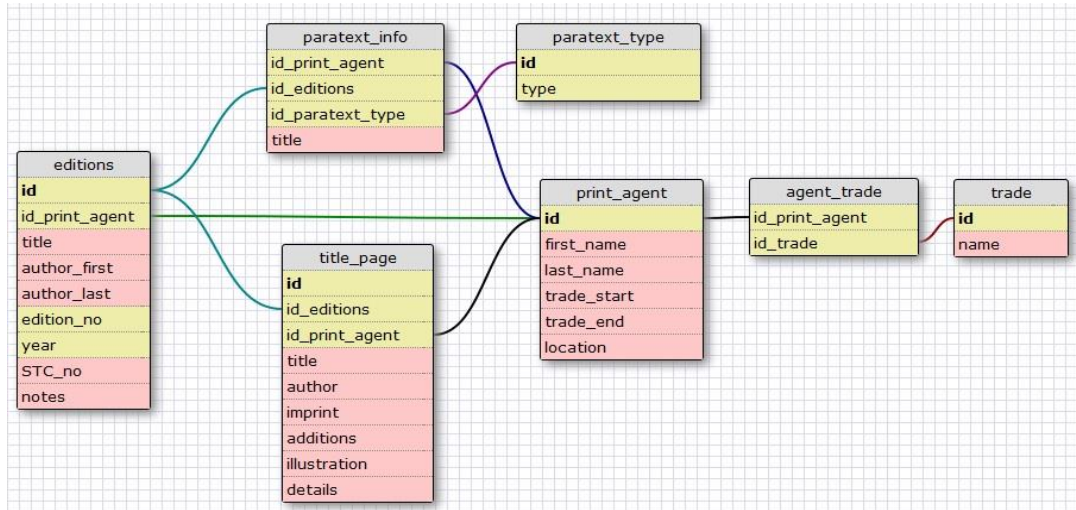 paratext_info
id_print_agent
id_editions
id_paratext_type
title
paratext_type
id
type
editions
id
id_print_agent
title
author_first
author_last
edition_no
year
STC_no
notes
title_page
id
id_editions
id_print_agent
title
author
imprint
additions
illustration
details
print_agent
id
first_name
last_name
trade_start
trade_end
location
agent_trade
id_print_agent
id_trade
trade
id
name